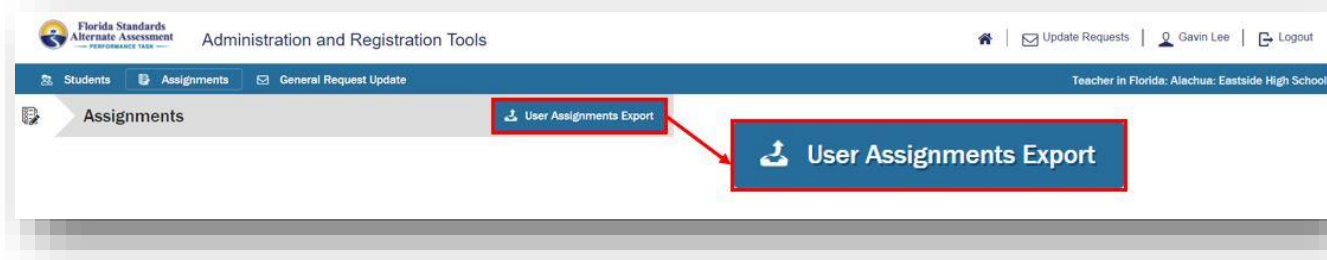 Florida Standards
Alternate Assessment
PERFORMANCE TASK
Administration and Registration Tools
Update Requests
Gavin Lee
Logout
Students
Assignments
General Request Update
Teacher in Florida: Alachua: Eastside High School
Assignments
User Assignments Export
User Assignments Export